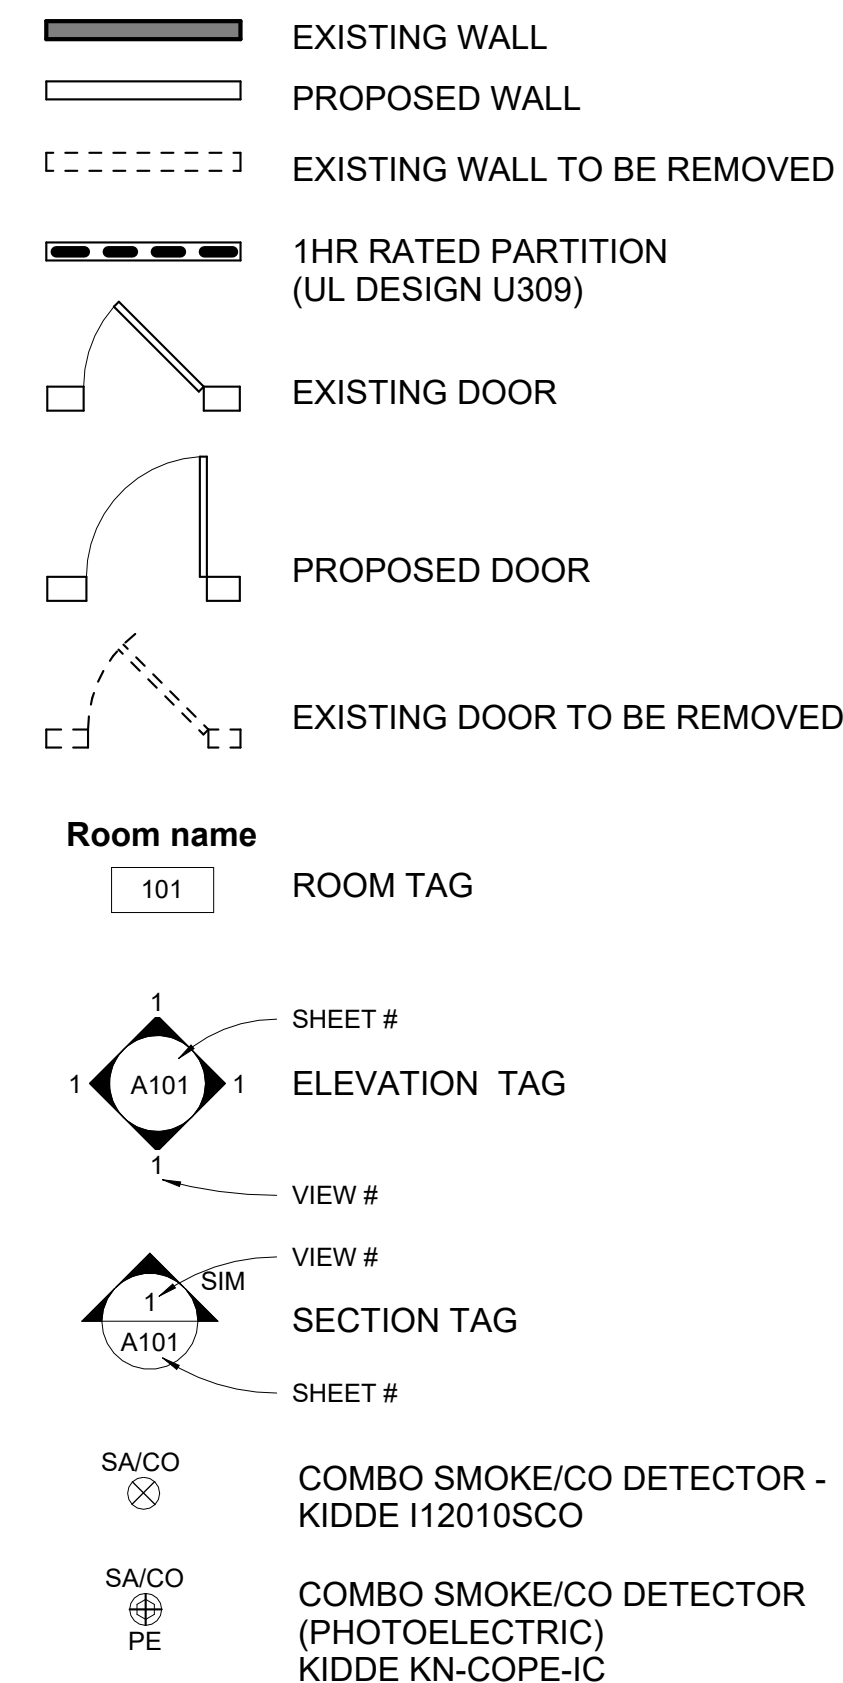 EXISTING WALL
PROPOSED WALL
EXISTING WALL TO BE REMOVED
1HR RATED PARTITION
(UL DESIGN U309)
EXISTING DOOR
PROPOSED DOOR
EXISTING DOOR TO BE REMOVED
Room name
101
ROOM TAG
1
SHEET #
1
A101
1
ELEVATION TAG
1
VIEW #
VIEW #
SIM
1
SECTION TAG
A101
SHEET #
SA/CO
COMBO SMOKE/CO DETECTOR -
KIDDE I12010SCO
SA/CO
PE
COMBO SMOKE/CO DETECTOR
(PHOTOELECTRIC)
KIDDE KN-COPE-IC